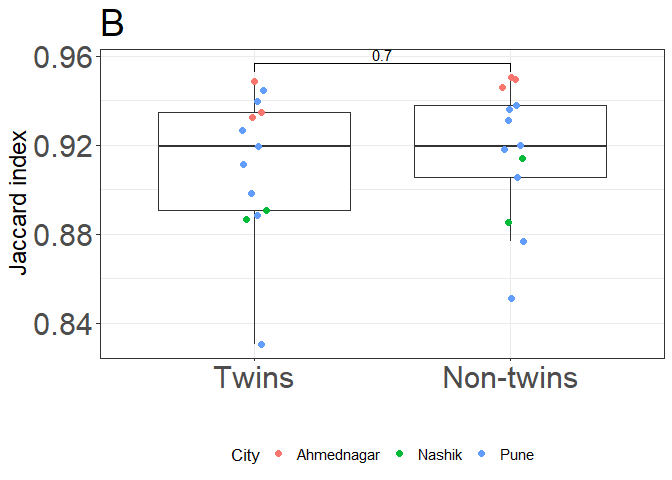 B
0.7
0.96
0.92
0.88
0.84
Jaccard index
Twins Non-twins
City Ahmednagar Nashik Pune